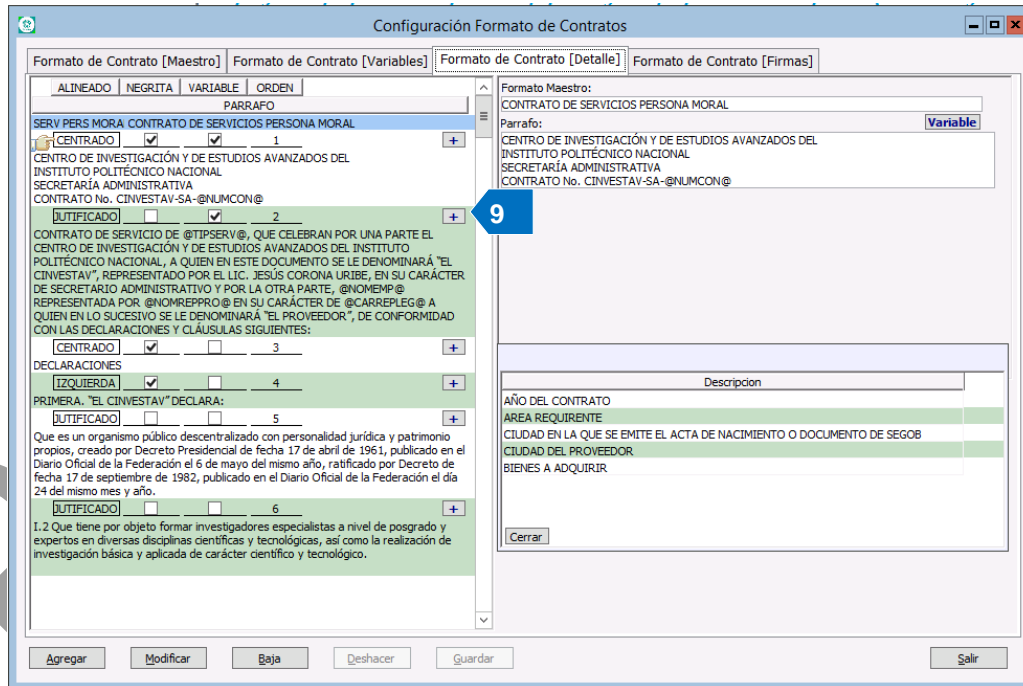 Configuración Formato de Contratos
Formato de Contrato [Maestro] Formato de Contrato [Variables] Formato de Contrato [Detalle] Formato de Contrato [Firmas]
ALINEADO NEGRITA VARIABLE ORDEN
PARRAFO
SERV PERS MORA CONTRATO DE SERVICIOS PERSONA MORAL
CENTRADO 1 +
CENTRO DE INVESTIGACIÓN Y DE ESTUDIOS AVANZADOS DEL
INSTITUTO POLITÉCNICO NACIONAL
SECRETARÍA ADMINISTRATIVA
CONTRATO No. CINVESTAV-SA-@NUMCON@
JUTIFICADO 2 +
9
CONTRATO DE SERVICIO DE @TIPSERV@, QUE CELEBRAN POR UNA PARTE EL
CENTRO DE INVESTIGACIÓN Y DE ESTUDIOS AVANZADOS DEL INSTITUTO
POLITÉCNICO NACIONAL, A QUIEN EN ESTE DOCUMENTO SE LE DENOMINARÁ "EL
CINVESTAV", REPRESENTADO POR EL LIC. JESÚS CORONA URIBE, EN SU CARÁCTER
DE SECRETARIO ADMINISTRATIVO Y POR LA OTRA PARTE, @NOMEMP@
REPRESENTADA POR @NOMREPPRO@ EN SU CARÁCTER DE @CARREPLEG@ A
QUIEN EN LO SUCESIVO SE LE DENOMINARÁ "EL PROVEEDOR", DE CONFORMIDAD
CON LAS DECLARACIONES Y CLÁUSULAS SIGUIENTES:
CENTRADO 3 +
DECLARACIONES
IZQUIERDA 4 +
PRIMERA. "EL CINVESTAV" DECLARA:
JUTIFICADO 5 +
Que es un organismo público descentralizado con personalidad jurídica y patrimonio
propios, creado por Decreto Presidencial de fecha 17 de abril de 1961, publicado en el
Diario Oficial de la Federación el 6 de mayo del mismo año, ratificado por Decreto de
fecha 17 de septiembre de 1982, publicado en el Diario Oficial de la Federación el día
24 del mismo mes y año.
JUTIFICADO 6 +
I.2 Que tiene por objeto formar investigadores especialistas a nivel de posgrado y
expertos en diversas disciplinas científicas y tecnológicas, así como la realización de
investigación básica y aplicada de carácter científico y tecnológico.
Formato Maestro:
CONTRATO DE SERVICIOS PERSONA MORAL
Parrafo: Variable
CENTRO DE INVESTIGACIÓN Y DE ESTUDIOS AVANZADOS DEL
INSTITUTO POLITÉCNICO NACIONAL
SECRETARÍA ADMINISTRATIVA
CONTRATO No. CINVESTAV-SA-@NUMCON@
Descripcion
AÑO DEL CONTRATO
AREA REQUIRENTE
CIUDAD EN LA QUE SE EMITE EL ACTA DE NACIMIENTO O DOCUMENTO DE SEGOB
CIUDAD DEL PROVEEDOR
BIENES A ADQUIRIR
Cerrar
Agregar Modificar Baja Deshacer Guardar Salir